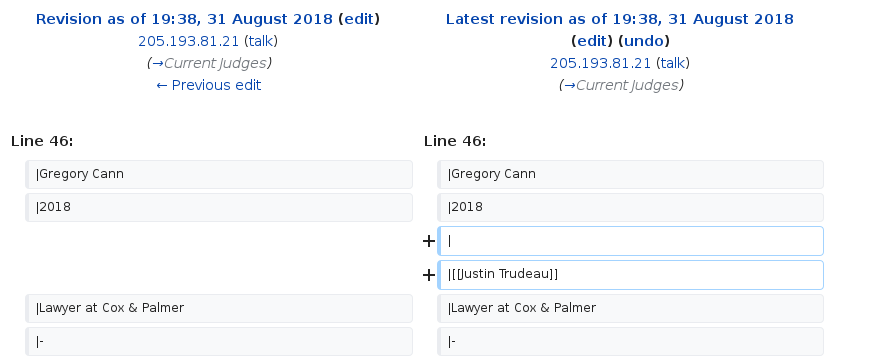 Revision as of 19:38, 31 August 2018 (edit)
205.193.81.21 (talk)
(→Current Judges)
← Previous edit
Latest revision as of 19:38, 31 August 2018
(edit) (undo)
205.193.81.21 (talk)
(→Current Judges)
Line 46:
Line 46:
|Gregory Cann
|Gregory Cann
|2018
|2018
+ |
+ |[[Justin Trudeau]]
|Lawyer at Cox & Palmer
|Lawyer at Cox & Palmer
|-
|-